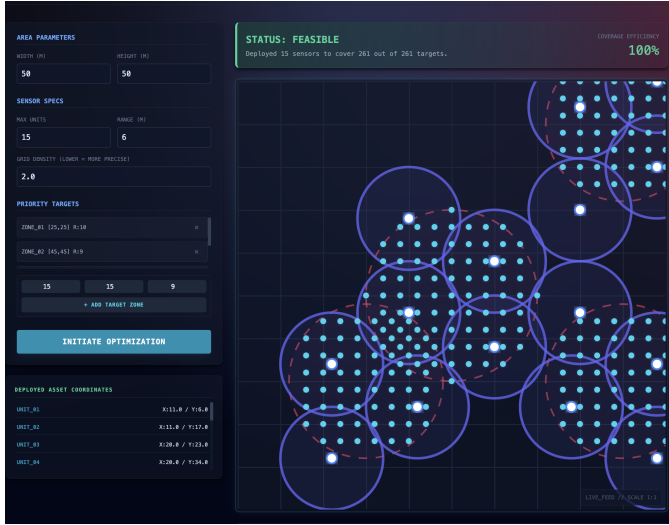 AREA PARAMETERS
WIDTH (M)
HEIGHT (M)
50
50
SENSOR SPECS
MAX UNITS
RANGE (M)
15
6
GRID DENSITY (LOWER = MORE PRECISE)
2.0
PRIORITY TARGETS
ZONE_01 [25,25] R:10
×
ZONE_02 [45,45] R:9
×
15
15
9
+ ADD TARGET ZONE
INITIATE OPTIMIZATION
DEPLOYED ASSET COORDINATES
UNIT_01
X:11.0 / Y:6.0
UNIT_02
X:11.0 / Y:17.0
UNIT_03
X:20.0 / Y:23.0
UNIT_04
X:20.0 / Y:34.0
STATUS: FEASIBLE
Deployed 15 sensors to cover 261 out of 261 targets.
COVERAGE EFFICIENCY
100%
LIVE_FEED // SCALE 1:1